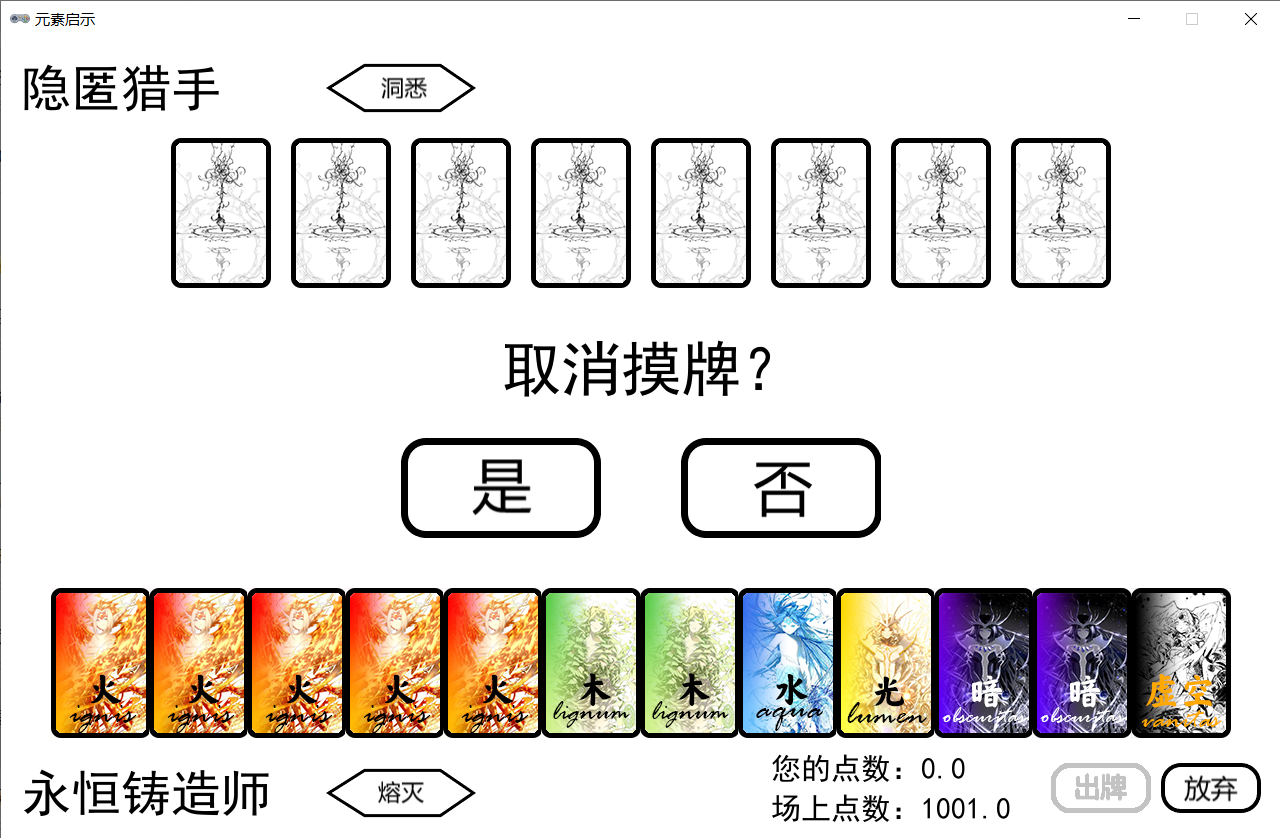 元素启示
隐匿猎手
洞悉
取消摸牌？
是
否
火
ignis
火
ignis
火
ignis
火
ignis
火
ignis
木
lignum
木
lignum
水
aqua
光
lumen
暗
obscuritas
暗
obscuritas
虚空
vanitas
永恒铸造师
熔灭
您的点数：0.0
场上点数：1001.0
出牌
放弃